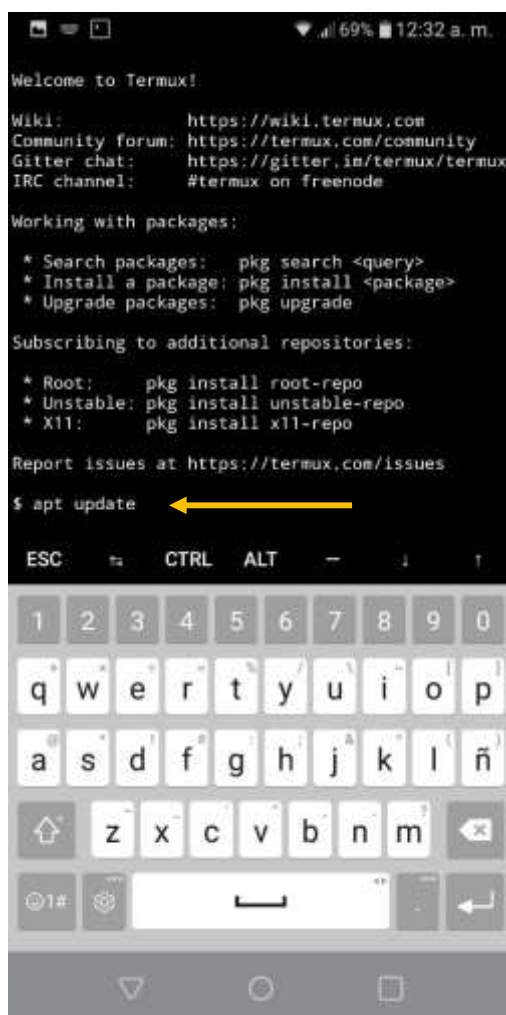 69% 12:32 a. m.
Welcome to Termux!
Wiki: https://wiki.termux.com
Community forum: https://termux.com/community
Gitter chat: https://gitter.im/termux/termux
IRC channel: #termux on freenode
Working with packages:
* Search packages: pkg search <query>
* Install a package: pkg install <package>
* Upgrade packages: pkg upgrade
Subscribing to additional repositories:
* Root: pkg install root-repo
* Unstable: pkg install unstable-repo
* X11: pkg install x11-repo
Report issues at https://termux.com/issues
$ apt update
ESC CTRL ALT — ↓ ↑
1 2 3 4 5 6 7 8 9 0
q w e r t y u i o p
a s d f g h j k l ñ
z x c v b n m
1#